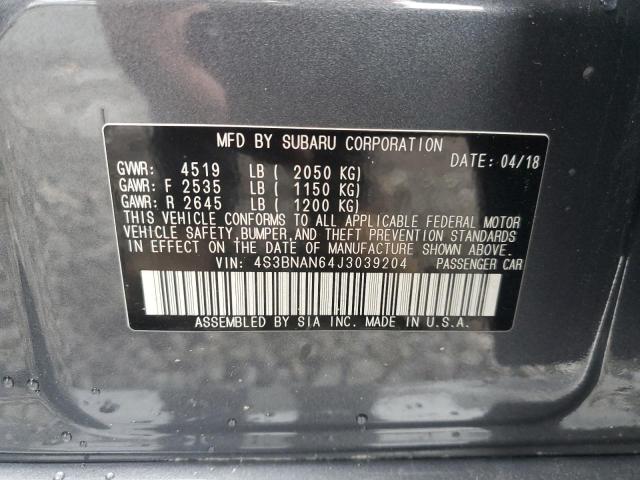 MFD BY SUBARU CORPORATION
DATE: 04/18
GVWR: 4519 LB ( 2050 KG)
GAWR: F 2535 LB ( 1150 KG)
GAWR: R 2645 LB ( 1200 KG)
THIS VEHICLE CONFORMS TO ALL APPLICABLE FEDERAL MOTOR
VEHICLE SAFETY, BUMPER, AND THEFT PREVENTION STANDARDS
IN EFFECT ON THE DATE OF MANUFACTURE SHOWN ABOVE.
VIN: 4S3BNAN64J3039204 PASSENGER CAR
ASSEMBLED BY SIA INC. MADE IN U.S.A.